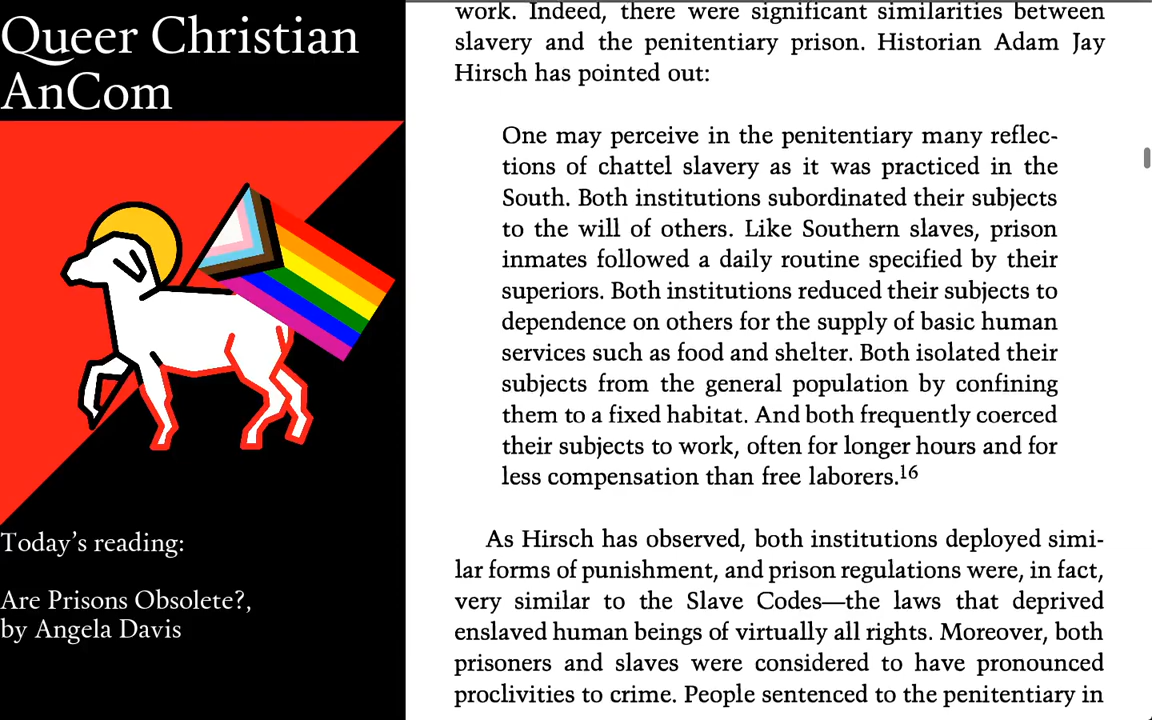 Queer Christian
AnCom
Today's reading:
Are Prisons Obsolete?,
by Angela Davis
work. Indeed, there were significant similarities between
slavery and the penitentiary prison. Historian Adam Jay
Hirsch has pointed out:
One may perceive in the penitentiary many reflec-
tions of chattel slavery as it was practiced in the
South. Both institutions subordinated their subjects
to the will of others. Like Southern slaves, prison
inmates followed a daily routine specified by their
superiors. Both institutions reduced their subjects to
dependence on others for the supply of basic human
services such as food and shelter. Both isolated their
subjects from the general population by confining
them to a fixed habitat. And both frequently coerced
their subjects to work, often for longer hours and for
less compensation than free laborers.16
As Hirsch has observed, both institutions deployed simi-
lar forms of punishment, and prison regulations were, in fact,
very similar to the Slave Codes—the laws that deprived
enslaved human beings of virtually all rights. Moreover, both
prisoners and slaves were considered to have pronounced
proclivities to crime. People sentenced to the penitentiary in